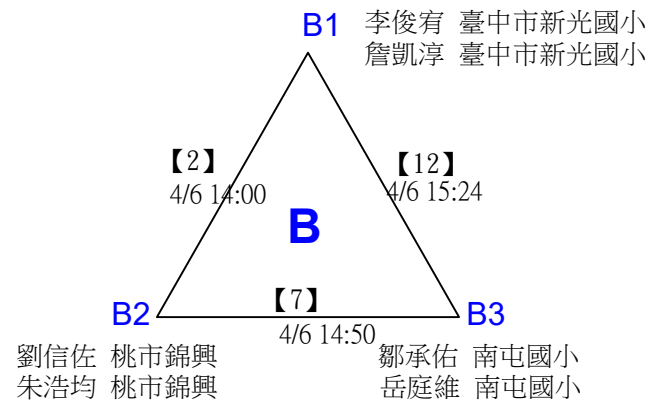 B1
李俊宥 臺中市新光國小
詹凱淳 臺中市新光國小
【2】
4/6 14:00
【12】
4/6 15:24
B
【7】
4/6 14:50
B2
劉信佐 桃市錦興
朱浩均 桃市錦興
B3
鄒承佑 南屯國小
岳庭維 南屯國小